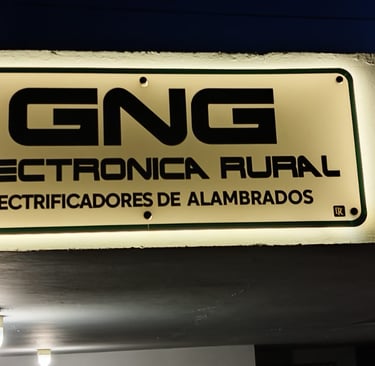 GNG
ECTRONICA RURAL
ECTRIFICADORES DE ALAMBRADOS